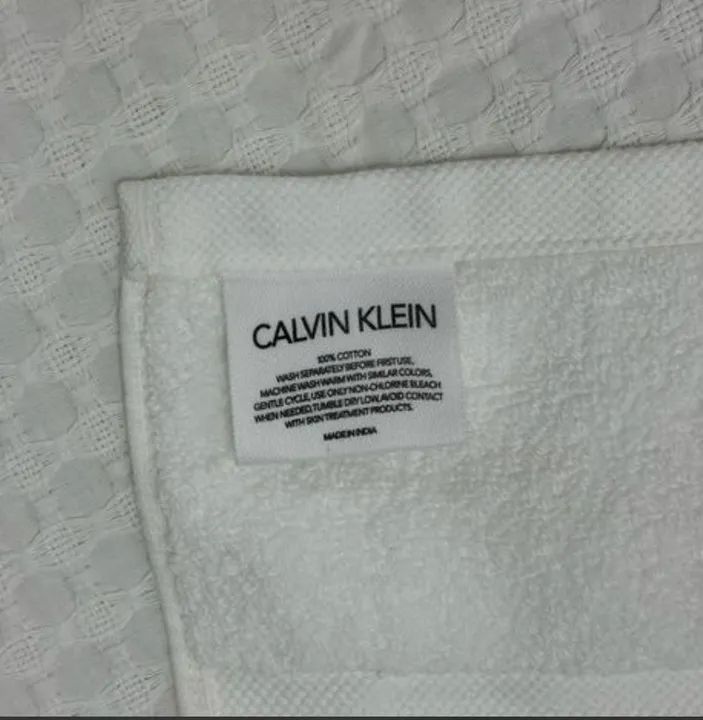 CALVIN KLEIN
100% COTTON
WASH SEPARATELY BEFORE FIRST USE,
MACHINE WASH WARM WITH SIMILAR COLORS,
GENTLE CYCLE, USE ONLY NON-CHLORINE BLEACH
WHEN NEEDED, TUMBLE DRY LOW, AVOID CONTACT
WITH SKIN TREATMENT PRODUCTS.
MADE IN INDIA